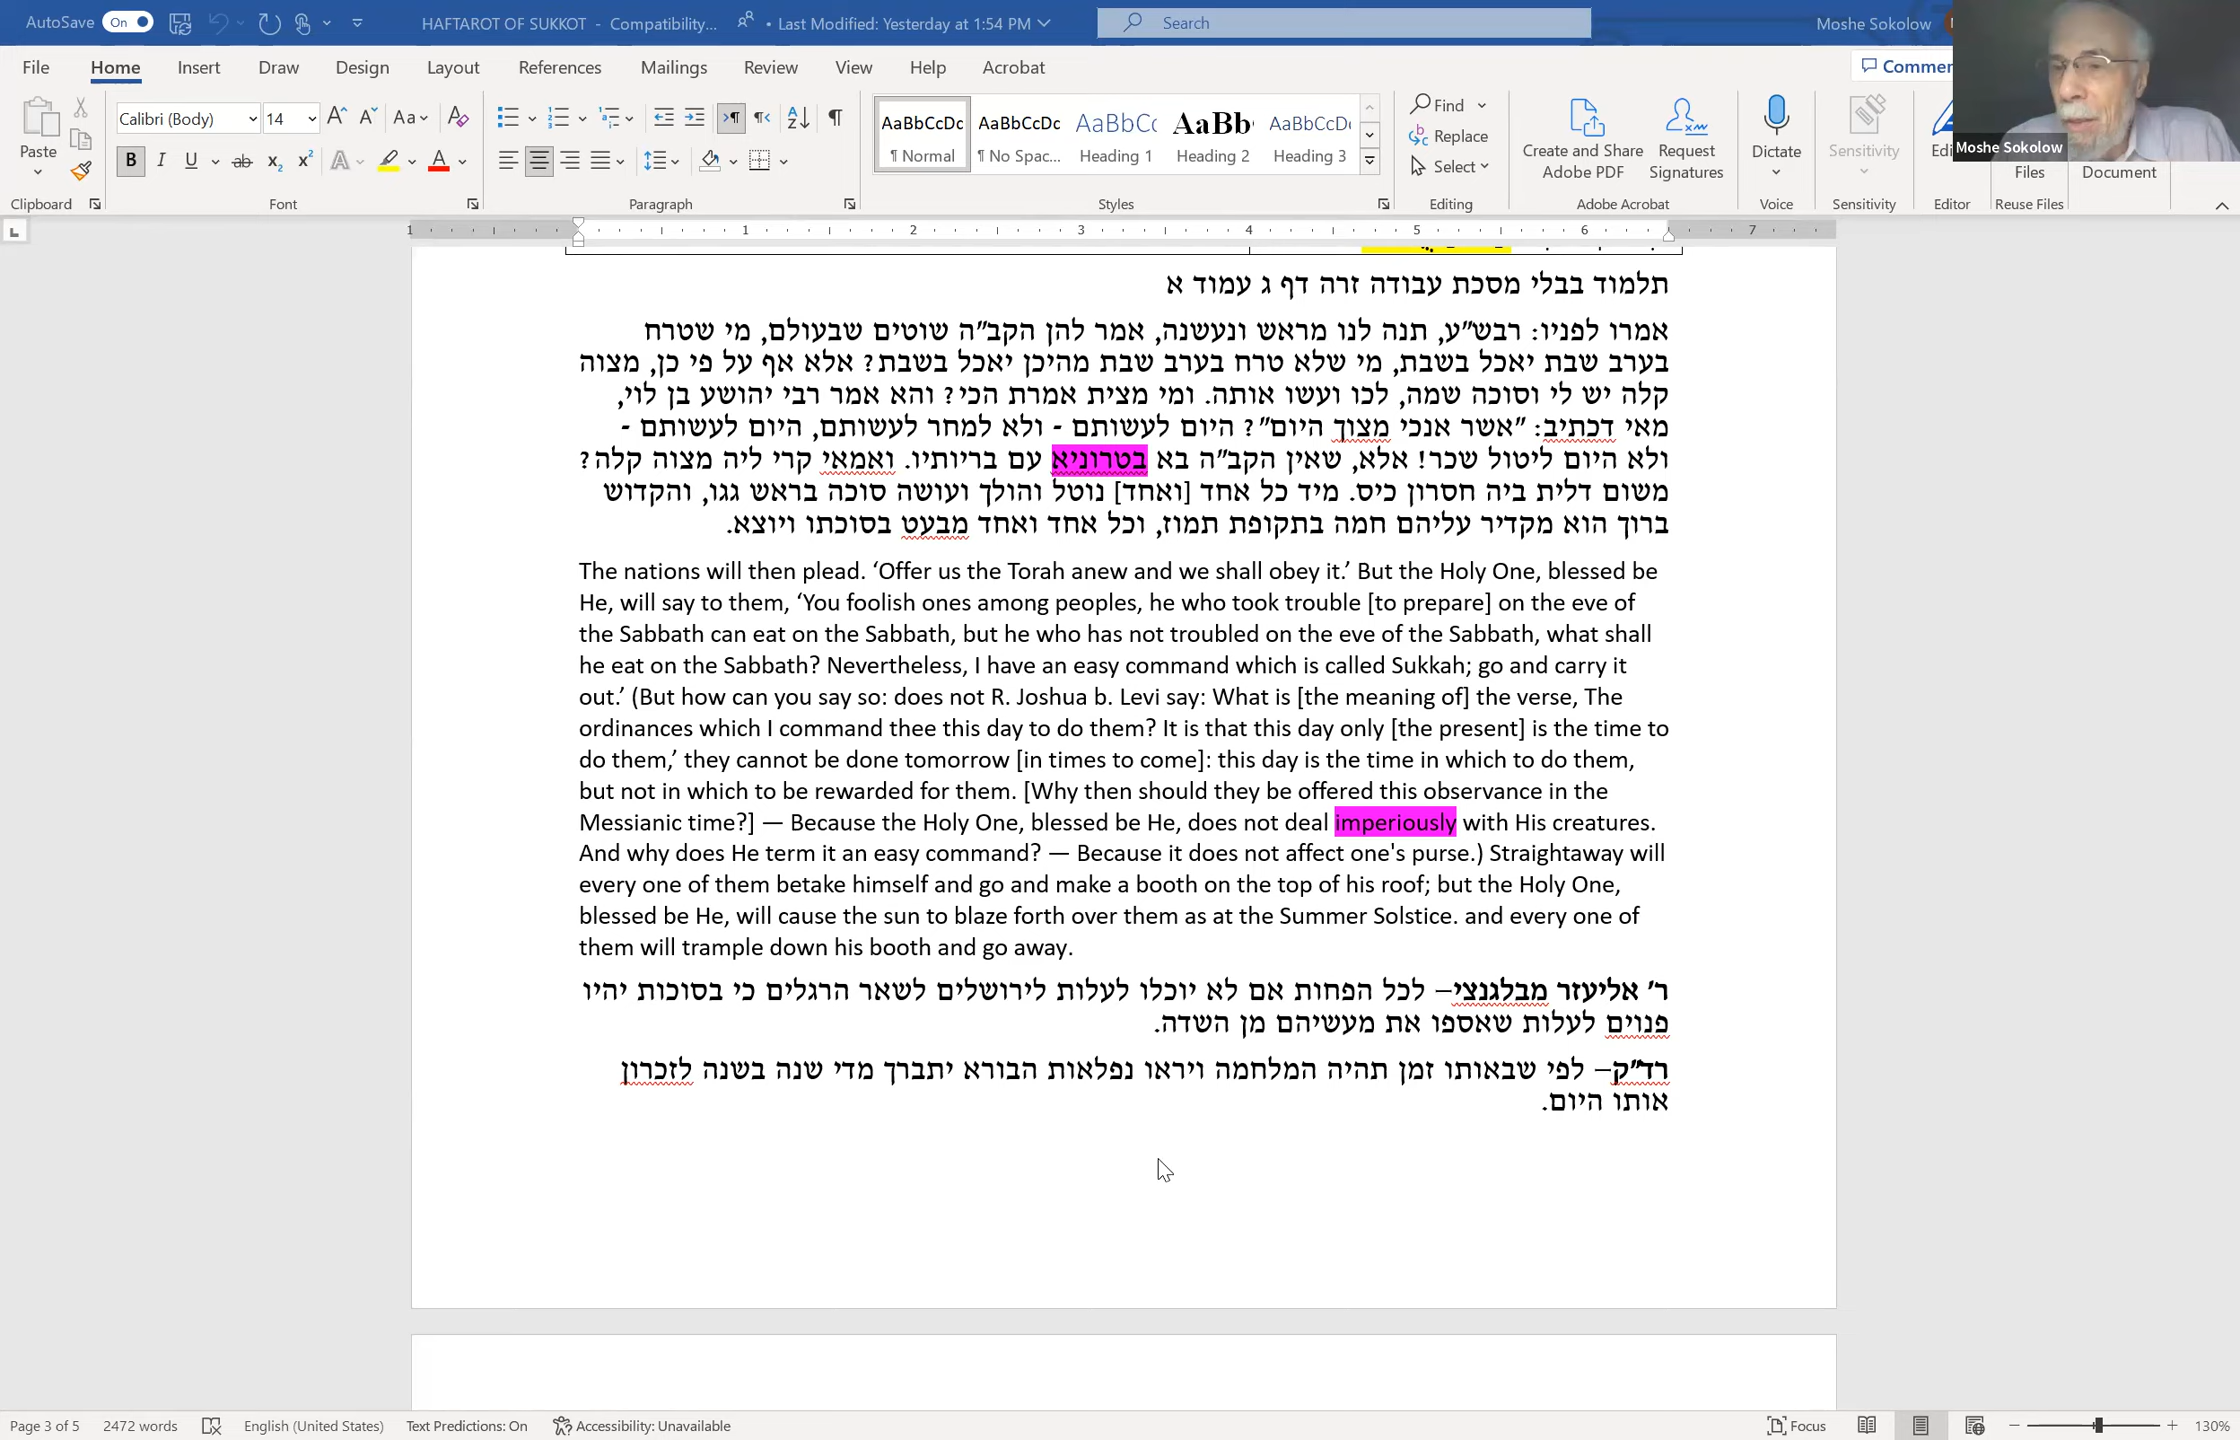 AutoSave On HAFTAROT OF SUKKOT - Compatibility... • Last Modified: Yesterday at 1:54 PM Search Moshe Sokolow
File Home Insert Draw Design Layout References Mailings Review View Help Acrobat Commen
Moshe Sokolow
Paste Calibri (Body) 14 Aa
B I U ab x₂ x² A A
AaBbCcDc AaBbCcDc AaBbCc AaBb AaBbCcD
¶ Normal ¶ No Spac... Heading 1 Heading 2 Heading 3
Find
Replace
Select
Create and Share Adobe PDF
Request Signatures
Dictate
Sensitivity
Edi
Files
Document
Clipboard Font Paragraph Styles Editing Adobe Acrobat Voice Sensitivity Editor Reuse Files
1 1 2 3 4 5 6 7
תלמוד בבלי מסכת עבודה זרה דף ג עמוד א
אמרו לפניו: רבש"ע, תנה לנו מראש ונעשנה, אמר להן הקב"ה שוטים שבעולם, מי שטרח
בערב שבת יאכל בשבת, מי שלא טרח בערב שבת מהיכן יאכל בשבת? אלא אף על פי כן, מצוה
קלה יש לי וסוכה שמה, לכו ועשו אותה. ומי מצית אמרת הכי? והא אמר רבי יהושע בן לוי,
מאי דכתיב: "אשר אנכי מצוך היום"? היום לעשותם - ולא למחר לעשותם, היום לעשותם -
ולא היום ליטול שכר! אלא, שאין הקב"ה בא בטרוניא עם בריותיו. ואמאי קרי ליה מצוה קלה?
משום דלית ביה חסרון כיס. מיד כל אחד [ואחד] נוטל והולך ועושה סוכה בראש גגו, והקדוש
ברוך הוא מקדיר עליהם חמה בתקופת תמוז, וכל אחד ואחד מבעט בסוכתו ויוצא.
The nations will then plead. ‘Offer us the Torah anew and we shall obey it.’ But the Holy One, blessed be
He, will say to them, ‘You foolish ones among peoples, he who took trouble [to prepare] on the eve of
the Sabbath can eat on the Sabbath, but he who has not troubled on the eve of the Sabbath, what shall
he eat on the Sabbath? Nevertheless, I have an easy command which is called Sukkah; go and carry it
out.’ (But how can you say so: does not R. Joshua b. Levi say: What is [the meaning of] the verse, The
ordinances which I command thee this day to do them? It is that this day only [the present] is the time to
do them,’ they cannot be done tomorrow [in times to come]: this day is the time in which to do them,
but not in which to be rewarded for them. [Why then should they be offered this observance in the
Messianic time?] — Because the Holy One, blessed be He, does not deal imperiously with His creatures.
And why does He term it an easy command? — Because it does not affect one's purse.) Straightaway will
every one of them betake himself and go and make a booth on the top of his roof; but the Holy One,
blessed be He, will cause the sun to blaze forth over them as at the Summer Solstice. and every one of
them will trample down his booth and go away.
ר' אליעזר מבלגנצי– לכל הפחות אם לא יוכלו לעלות לירושלים לשאר הרגלים כי בסוכות יהיו
פנוים לעלות שאספו את מעשיהם מן השדה.
רד"ק– לפי שבאותו זמן תהיה המלחמה ויראו נפלאות הבורא יתברך מדי שנה בשנה לזכרון
אותו היום.
Page 3 of 5 2472 words English (United States) Text Predictions: On Accessibility: Unavailable Focus 130%